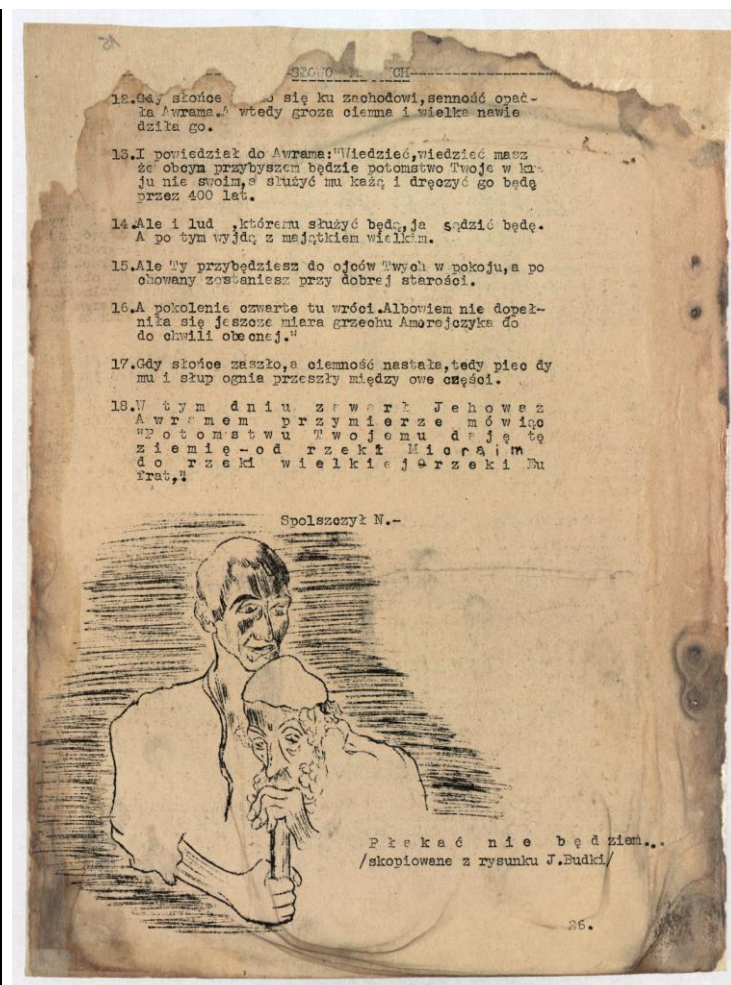 15
SŁOWO M CH
12.Gdy słońce się ku zachodowi,senność opad-
ła Awrama.A wtedy groza ciemna i wielka nawie
dziła go.
13.I powiedział do Awrama:"Wiedzieć,wiedzieć masz
że obcym przybyszem będzie potomstwo Twoje w kra
ju nie swoim,a służyć mu każą i dręczyć go będą
przez 400 lat.
14.Ale i lud ,któremu służyć będą,ja sądzić będę.
A po tym wyjdą z majątkiem wielkim.
15.Ale Ty przybędziesz do ojców Twych w pokoju,a po
chowany zostaniesz przy dobrej starości.
16.A pokolenie czwarte tu wróci.Albowiem nie dopeł-
niła się jeszcze miara grzechu Amorejczyka do
do chwili obecnej."
17.Gdy słońce zaszło,a ciemność nastała,tedy piec dy
mu i słup ognia przeszły między owe części.
18.W tym dniu zawarł Jehowaz
Awramem przymierze mówiąc
"Potomstwu Twojemu daję tę
ziemię-od rzeki Micraim
do rzeki wielkiej rzeki Eu
frat,"
Spolszczył N.-
Płakać nie będziem...
/skopiowane z rysunku J.Budki/
26.